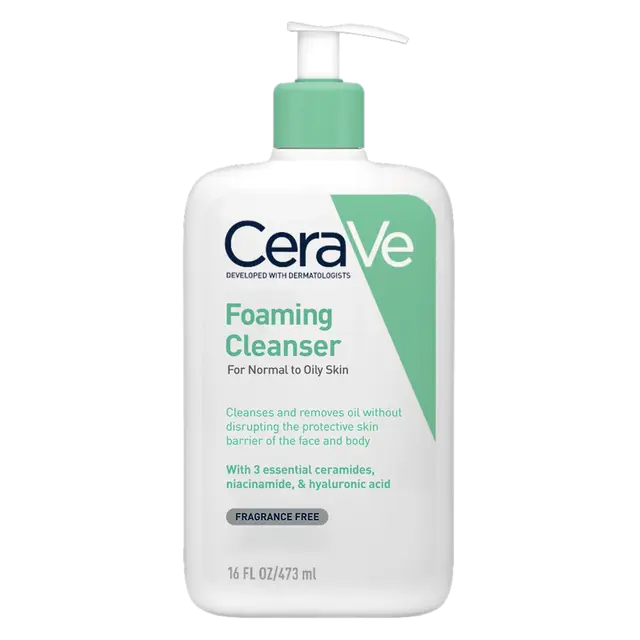 CeraVe
DEVELOPED WITH DERMATOLOGISTS
Foaming
Cleanser
For Normal to Oily Skin
Cleanses and removes oil without
disrupting the protective skin
barrier of the face and body
With 3 essential ceramides,
niacinamide, & hyaluronic acid
FRAGRANCE FREE
16 FL OZ/473 ml